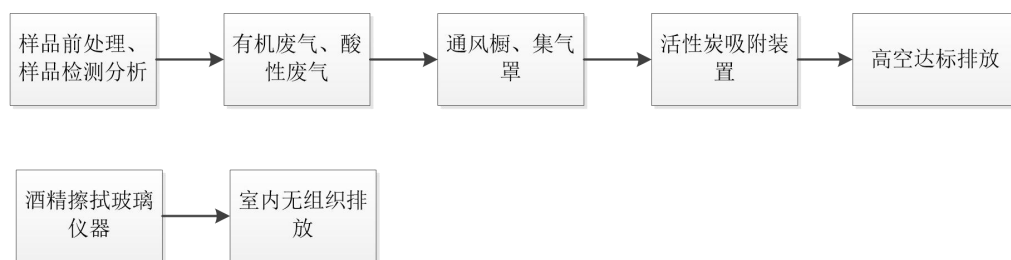 样品前处理、
样品检测分析
有机废气、酸
性废气
通风橱、集气
罩
活性炭吸附装
置
高空达标排放
酒精擦拭玻璃
仪器
室内无组织排
放